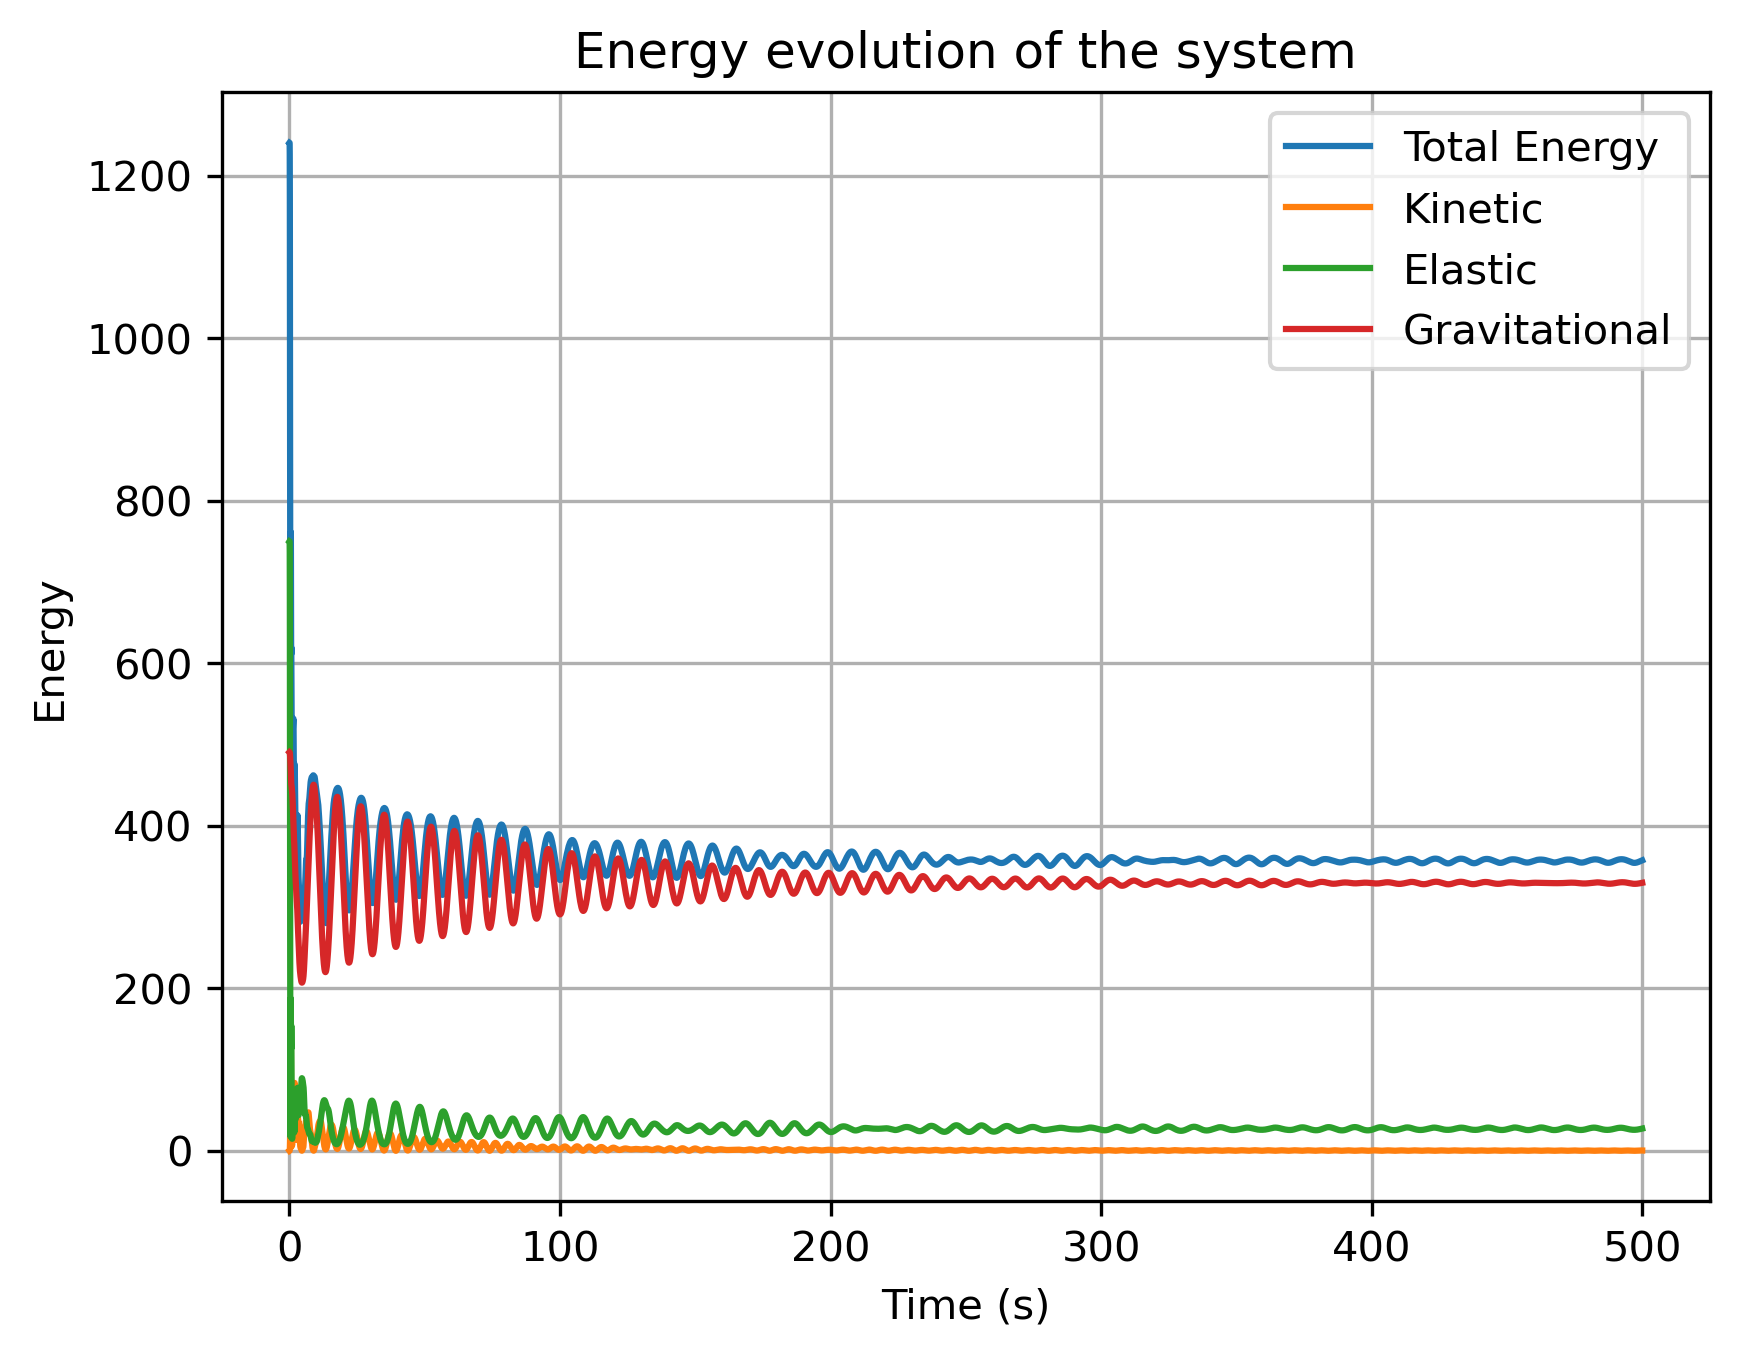 Energy evolution of the system
Total Energy
Kinetic
Elastic
Gravitational
1200
1000
800
600
400
200
0
Energy
0 100 200 300 400 500
Time (s)